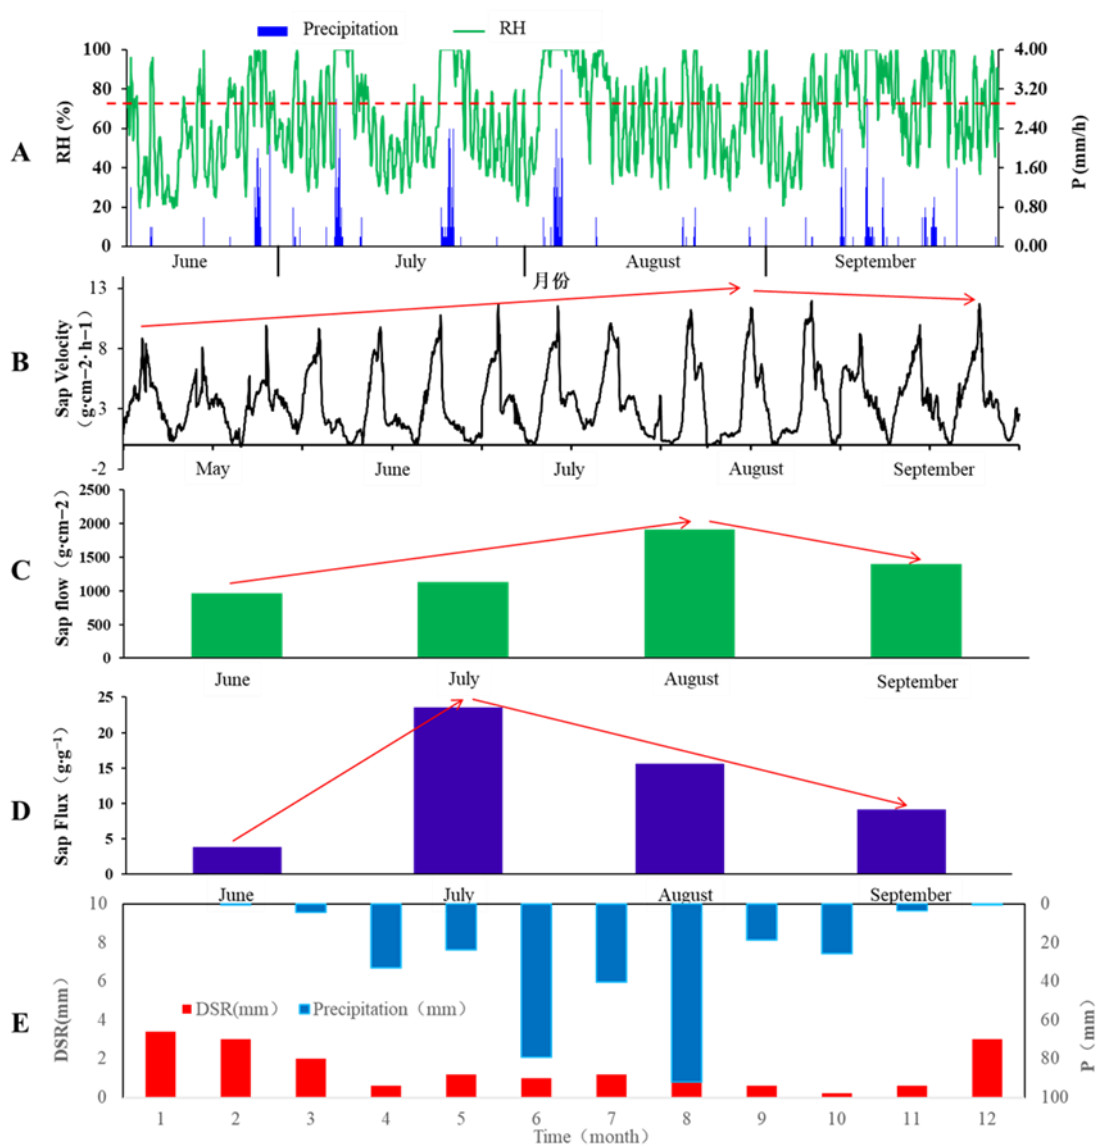 Precipitation RH
A
RH (%)
100
80
60
40
20
0
4.00
3.20
2.40
1.60
0.80
0.00
P (mm/h)
June July August September
月份
B
Sap Velocity
（g·cm−2·h−1）
13
8
3
-2
May June July August September
C
Sap flow（g·cm−2）
2500
2000
1500
1000
500
0
June July August September
D
Sap Flux（g·g⁻¹）
25
20
15
10
5
0
June July August September
E
DSR(mm）
10
8
6
4
2
0
DSR(mm） Precipitation（mm）
0
20
40
60
80
100
P（mm）
1 2 3 4 5 6 7 8 9 10 11 12
Time（month）